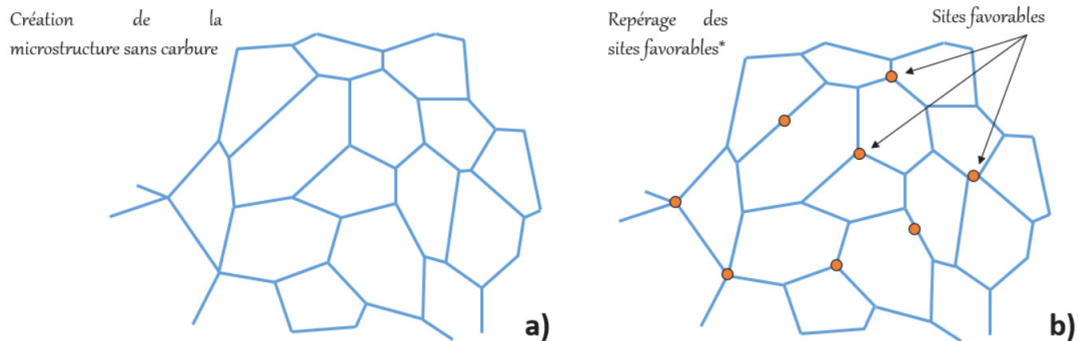 Création de la
microstructure sans carbure
a)
Repérage des
sites favorables*
Sites favorables
b)